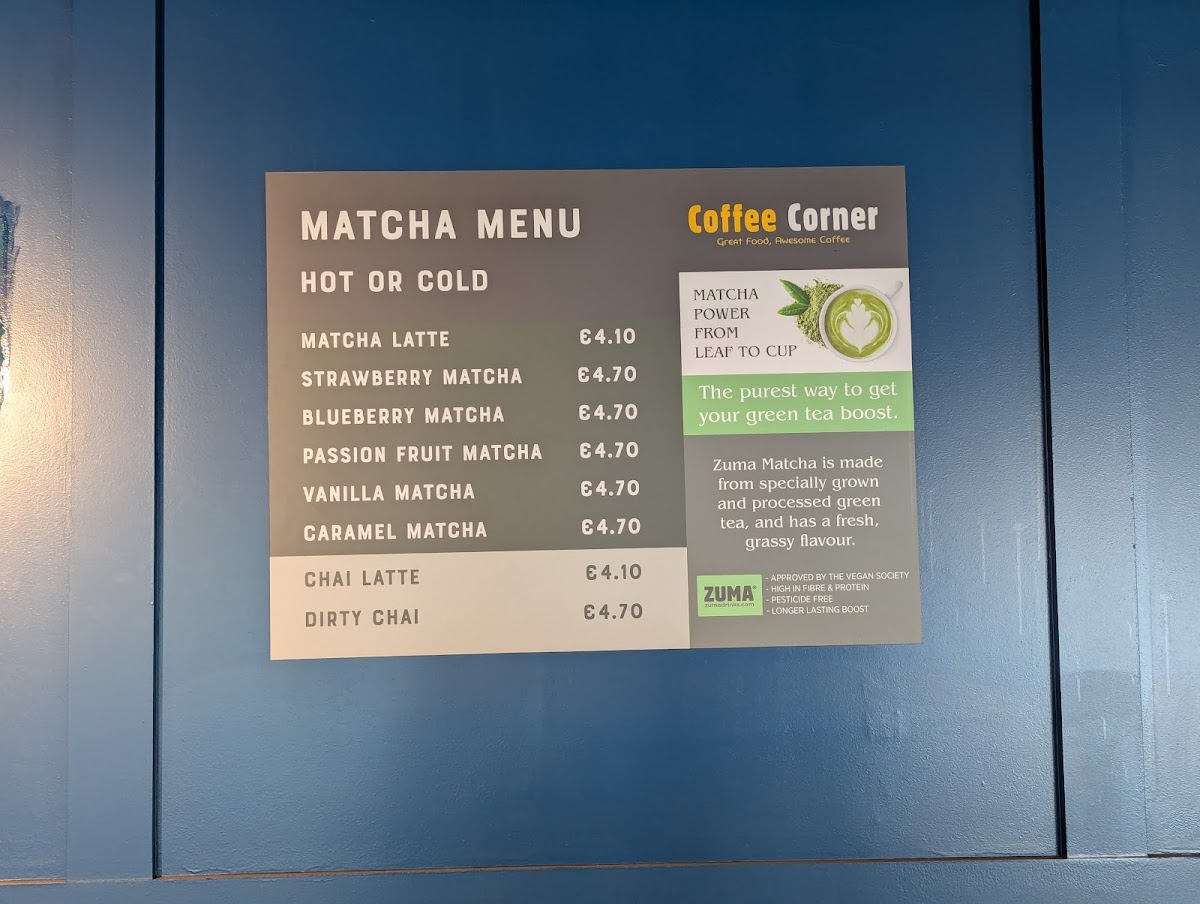 MATCHA MENU
HOT OR COLD
MATCHA LATTE €4.10
STRAWBERRY MATCHA €4.70
BLUEBERRY MATCHA €4.70
PASSION FRUIT MATCHA €4.70
VANILLA MATCHA €4.70
CARAMEL MATCHA €4.70
CHAI LATTE €4.10
DIRTY CHAI €4.70
Coffee Corner
Great Food, Awesome Coffee
MATCHA
POWER
FROM
LEAF TO CUP
The purest way to get
your green tea boost.
Zuma Matcha is made
from specially grown
and processed green
tea, and has a fresh,
grassy flavour.
ZUMA®
zumadrinks.com
- APPROVED BY THE VEGAN SOCIETY
- HIGH IN FIBRE & PROTEIN
- PESTICIDE FREE
- LONGER LASTING BOOST